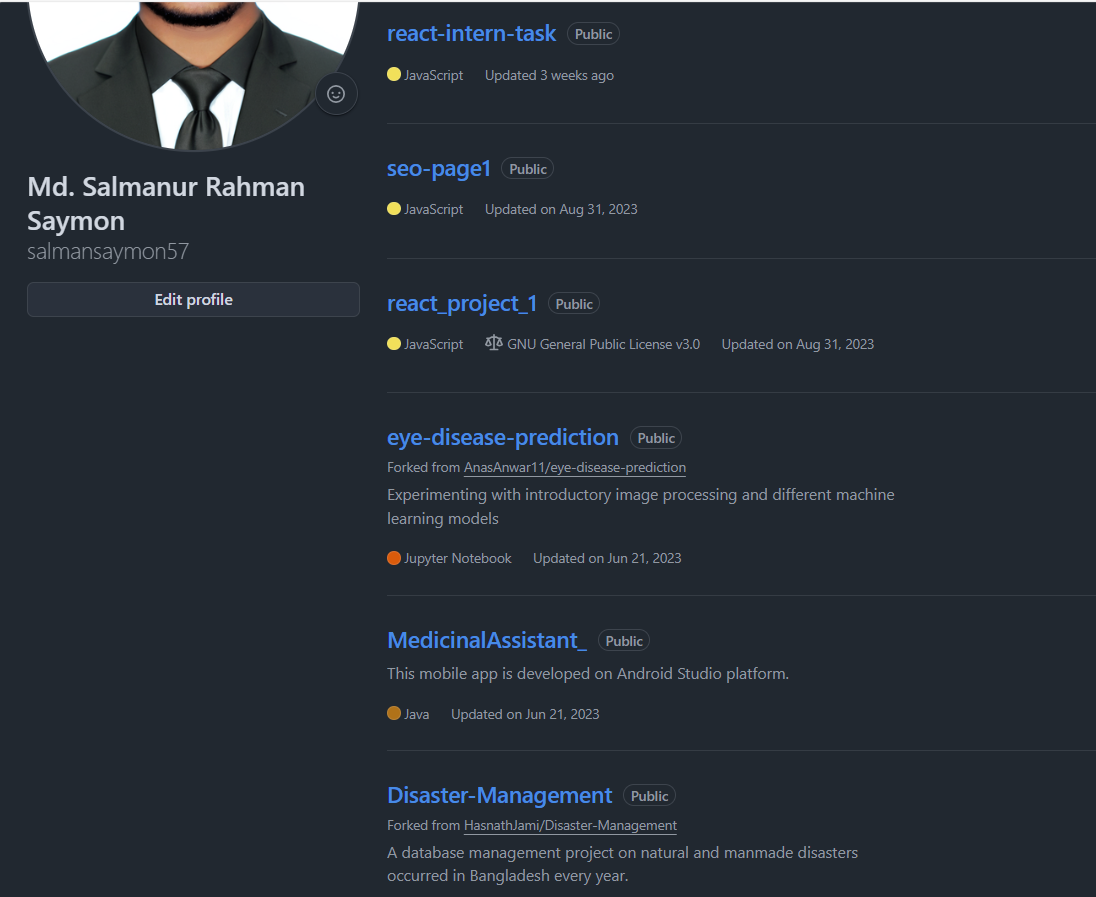 Md. Salmanur Rahman
Saymon
salmansaymon57
Edit profile
react-intern-task Public
JavaScript Updated 3 weeks ago
seo-page1 Public
JavaScript Updated on Aug 31, 2023
react_project_1 Public
JavaScript GNU General Public License v3.0 Updated on Aug 31, 2023
eye-disease-prediction Public
Forked from AnasAnwar11/eye-disease-prediction
Experimenting with introductory image processing and different machine
learning models
Jupyter Notebook Updated on Jun 21, 2023
MedicinalAssistant_ Public
This mobile app is developed on Android Studio platform.
Java Updated on Jun 21, 2023
Disaster-Management Public
Forked from HasnathJami/Disaster-Management
A database management project on natural and manmade disasters
occurred in Bangladesh every year.